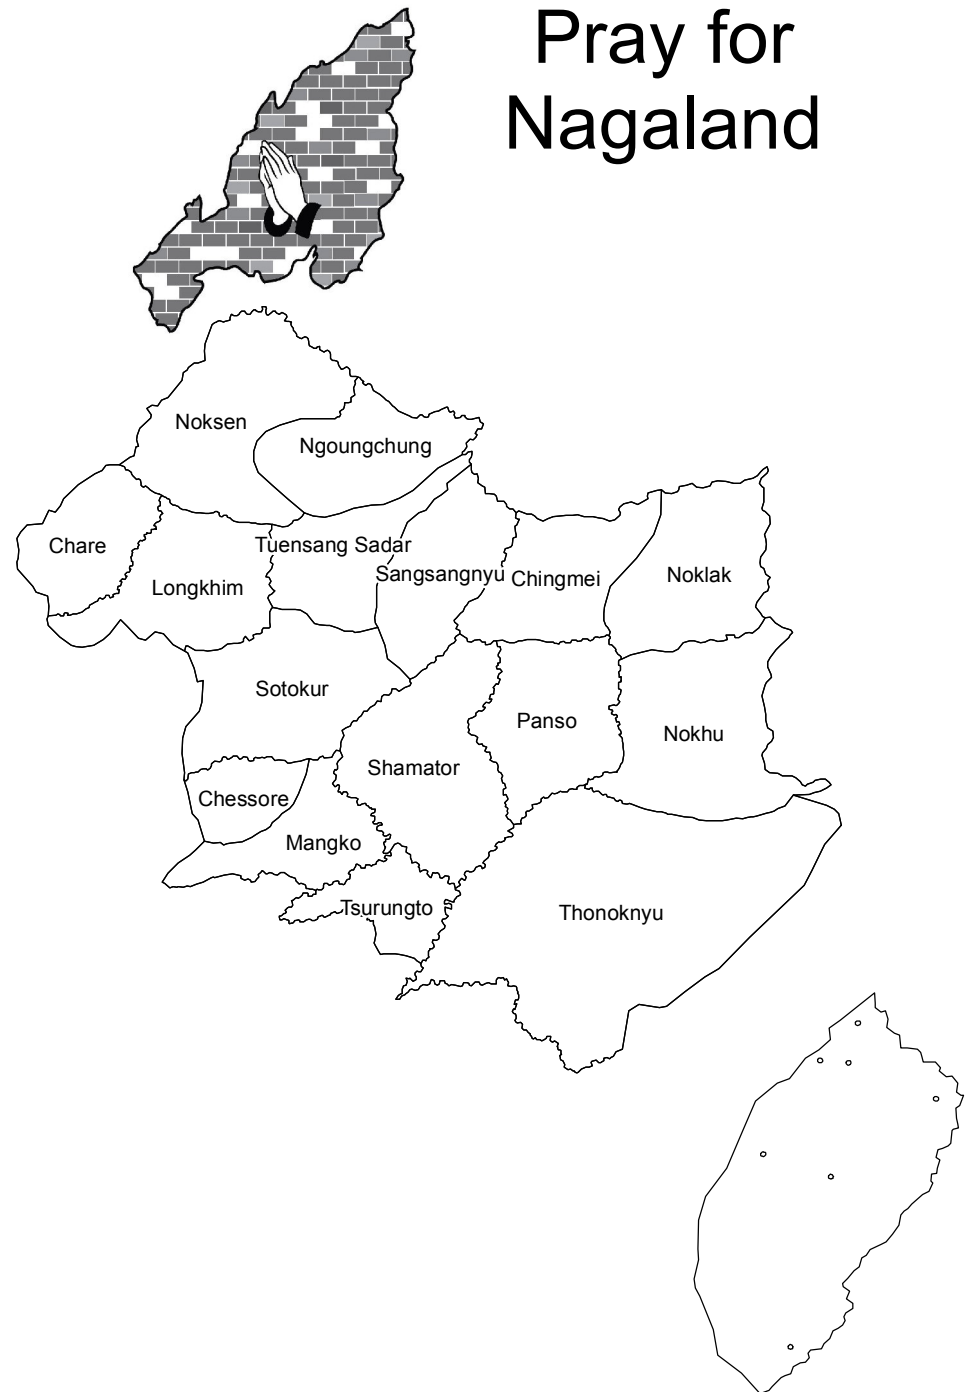 Pray for
Nagaland
Noksen
Ngoungchung
Chare
Tuensang Sadar
Longkhim
Sangsangnyu
Chingmei
Noklak
Sotokur
Panso
Nokhu
Shamator
Chessore
Mangko
Tsurungto
Thonoknyu